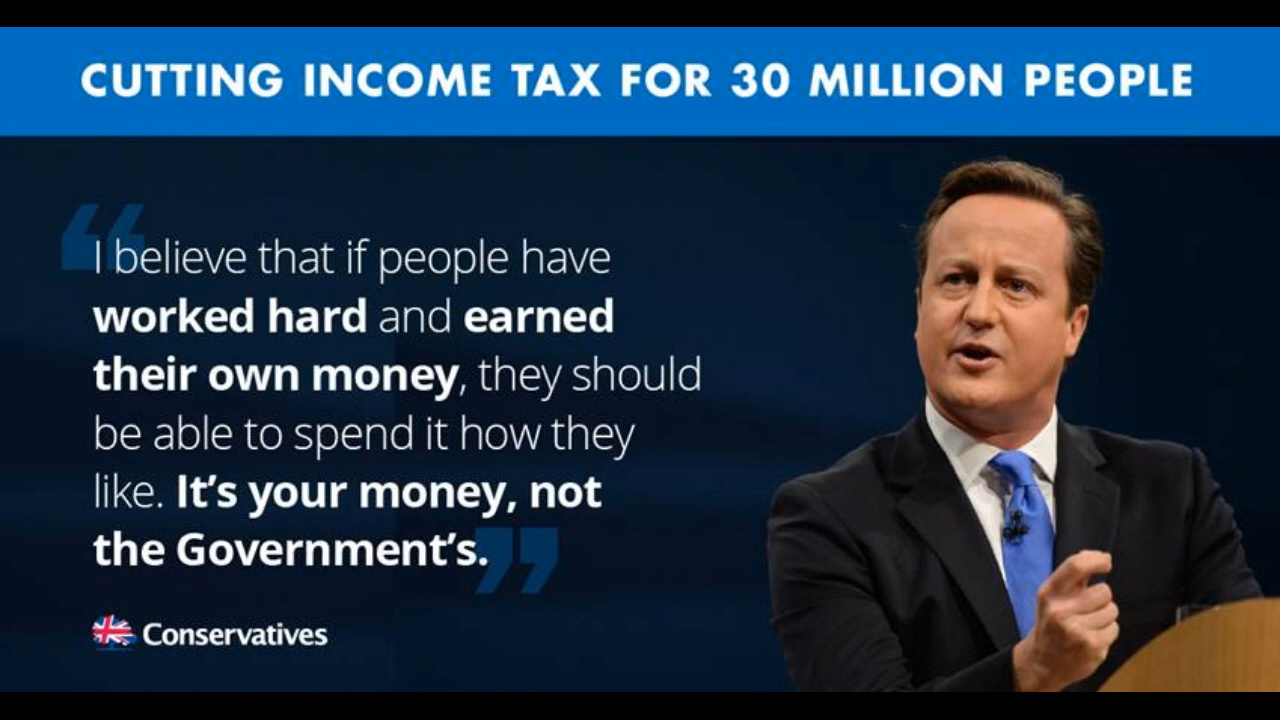 CUTTING INCOME TAX FOR 30 MILLION PEOPLE
“I believe that if people have
worked hard and earned
their own money, they should
be able to spend it how they
like. It’s your money, not
the Government’s.”
Conservatives